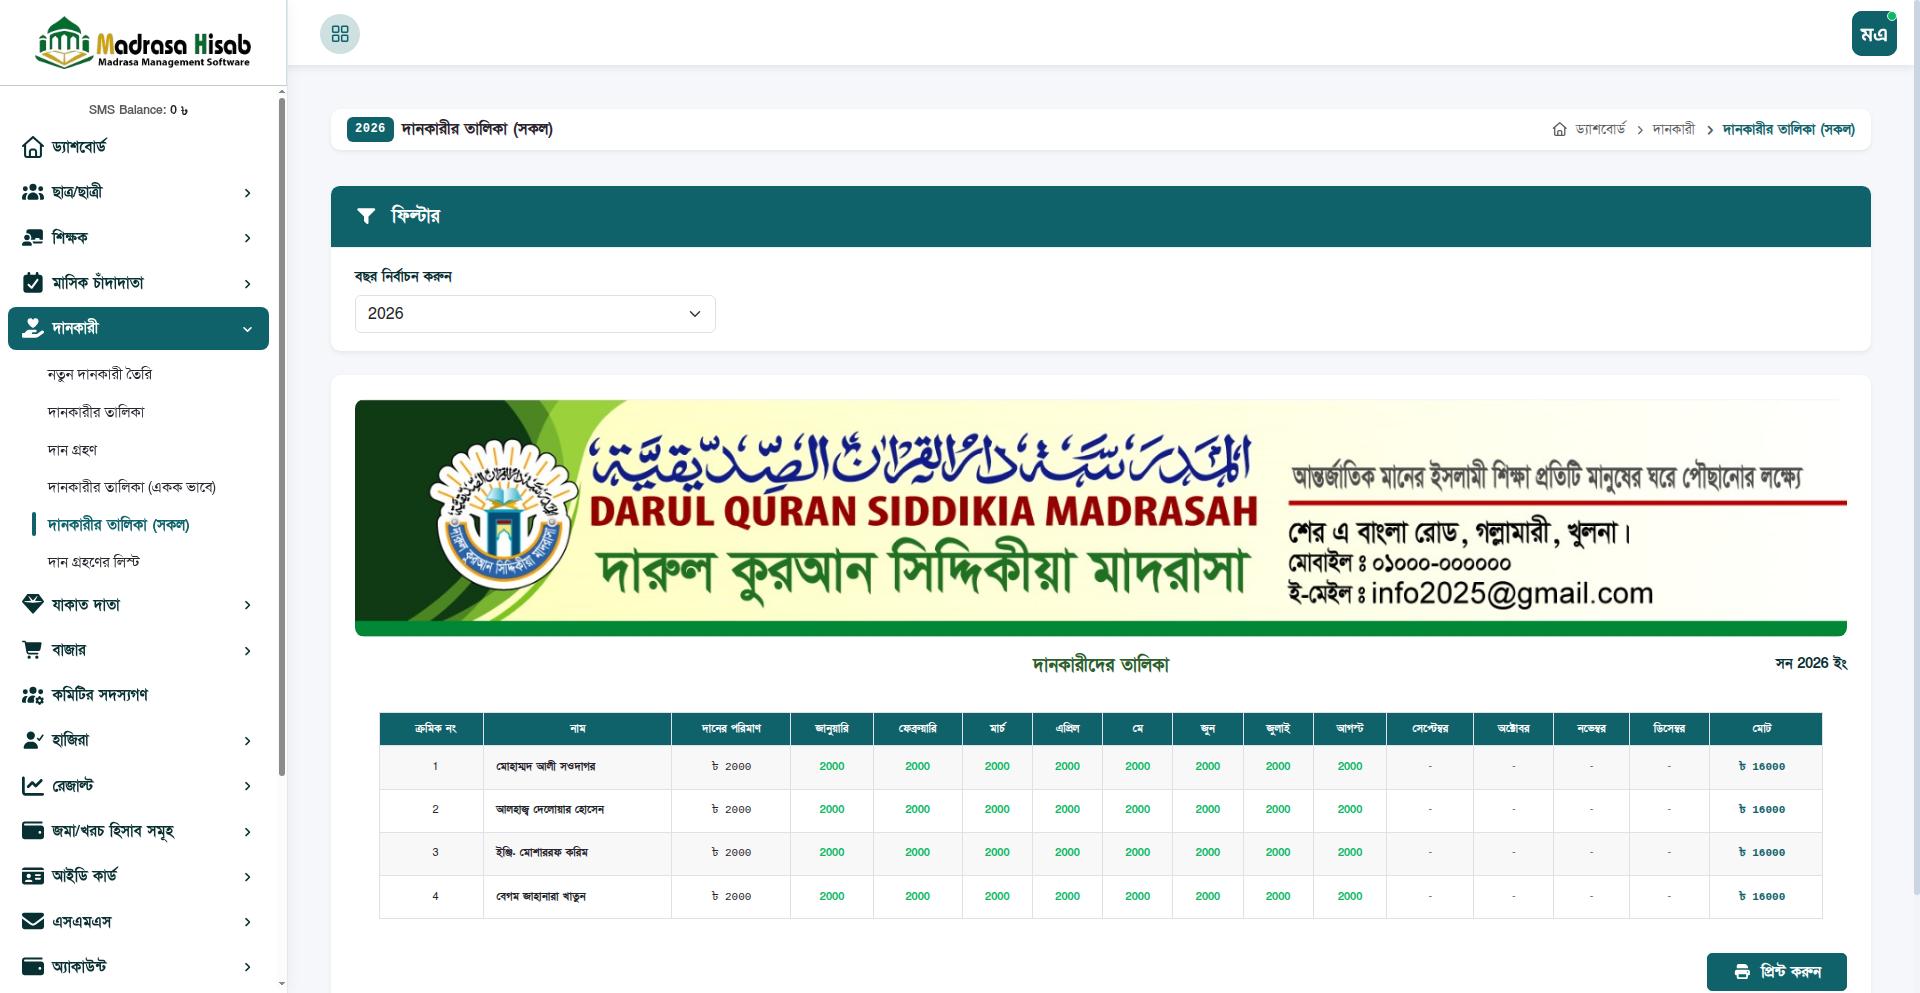 Madrasa Hisab
Madrasa Management Software
SMS Balance: 0 ৳
ড্যাশবোর্ড
ছাত্র/ছাত্রী
শিক্ষক
মাসিক চাঁদাদাতা
দানকারী
নতুন দানকারী তৈরি
দানকারীর তালিকা
দান গ্রহণ
দানকারীর তালিকা (একক ভাবে)
দানকারীর তালিকা (সকল)
দান গ্রহণের লিস্ট
যাকাত দাতা
বাজার
কমিটির সদস্যগণ
হাজিরা
রেজাল্ট
জমা/খরচ হিসাব সমূহ
আইডি কার্ড
এসএমএস
অ্যাকাউন্ট
মএ
2026 দানকারীর তালিকা (সকল)
ড্যাশবোর্ড > দানকারী > দানকারীর তালিকা (সকল)
ফিল্টার
বছর নির্বাচন করুন
2026
المدرسة دار القرآن الصديقية
DARUL QURAN SIDDIKIA MADRASAH
দারুল কুরআন সিদ্দিকীয়া মাদরাসা
দারুল কুরআন সিদ্দিকীয়া মাদরাসা
আন্তর্জাতিক মানের ইসলামী শিক্ষা প্রতিটি মানুষের ঘরে পৌছানোর লক্ষ্যে
শের এ বাংলা রোড, গল্লামারী, খুলনা।
মোবাইল ঃ ০১০০০-০০০০০০
ই-মেইল ঃ info2025@gmail.com
দানকারীদের তালিকা
সন 2026 ইং
ক্রমিক নং নাম দানের পরিমাণ জানুয়ারি ফেব্রুয়ারি মার্চ এপ্রিল মে জুন জুলাই আগস্ট সেপ্টেম্বর অক্টোবর নভেম্বর ডিসেম্বর মোট
1 মোহাম্মদ আলী সওদাগর ৳ 2000 2000 2000 2000 2000 2000 2000 2000 2000 - - - - ৳ 16000
2 আলহাজ্ব দেলোয়ার হোসেন ৳ 2000 2000 2000 2000 2000 2000 2000 2000 2000 - - - - ৳ 16000
3 ইঞ্জি. মোশাররফ করিম ৳ 2000 2000 2000 2000 2000 2000 2000 2000 2000 - - - - ৳ 16000
4 বেগম জাহানারা খাতুন ৳ 2000 2000 2000 2000 2000 2000 2000 2000 2000 - - - - ৳ 16000
প্রিন্ট করুন